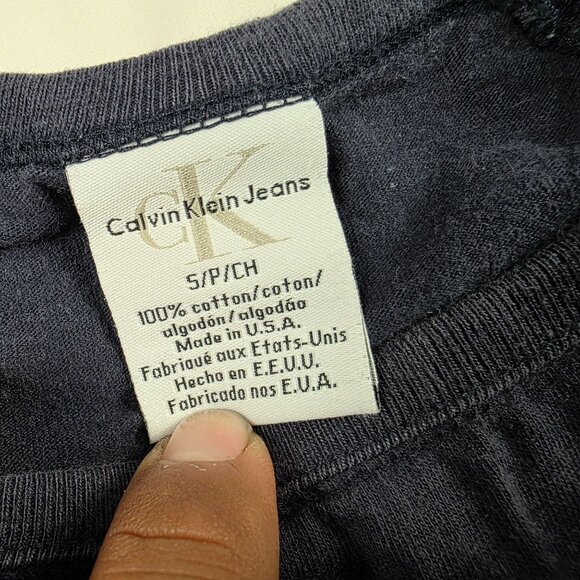 CK
Calvin Klein Jeans
S/P/CH
100% cotton/coton/
algodón/algodão
Made in U.S.A.
Fabriqué aux Etats-Unis
Hecho en E.E.U.U.
Fabricado nos E.U.A.